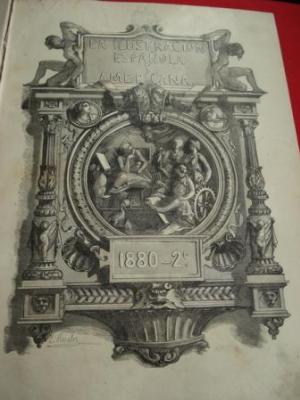 LA ILUSTRACION
ESPAÑOLA
Y
AMERICANA
1880-2º